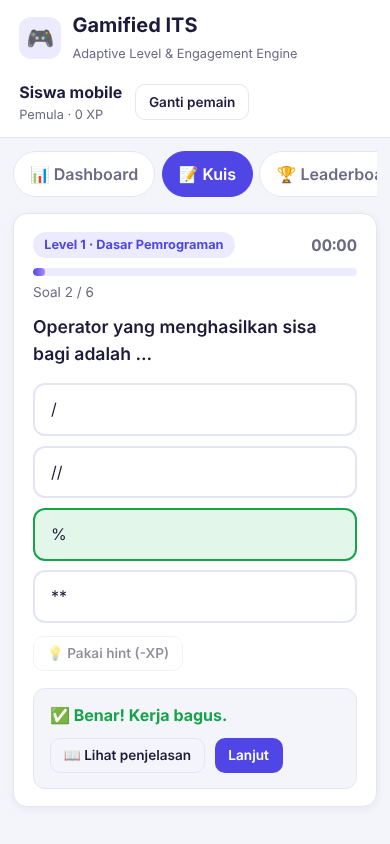 🎮 Gamified ITS
Adaptive Level & Engagement Engine
Siswa mobile
Pemula · 0 XP
Ganti pemain
📊 Dashboard
📝 Kuis
🏆 Leaderboa
Level 1 · Dasar Pemrograman
00:00
Soal 2 / 6
Operator yang menghasilkan sisa
bagi adalah ...
/
//
%
**
💡 Pakai hint (-XP)
✅ Benar! Kerja bagus.
📖 Lihat penjelasan
Lanjut